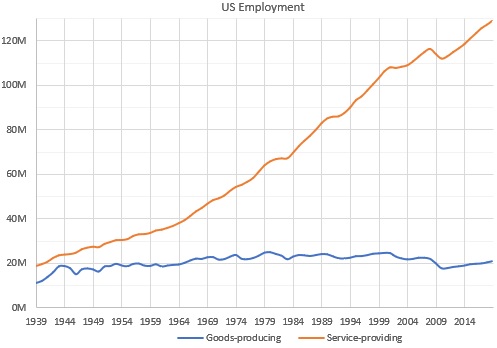 US Employment
120M
100M
80M
60M
40M
20M
0M
1939 1944 1949 1954 1959 1964 1969 1974 1979 1984 1989 1994 1999 2004 2009 2014
Goods-producing Service-providing